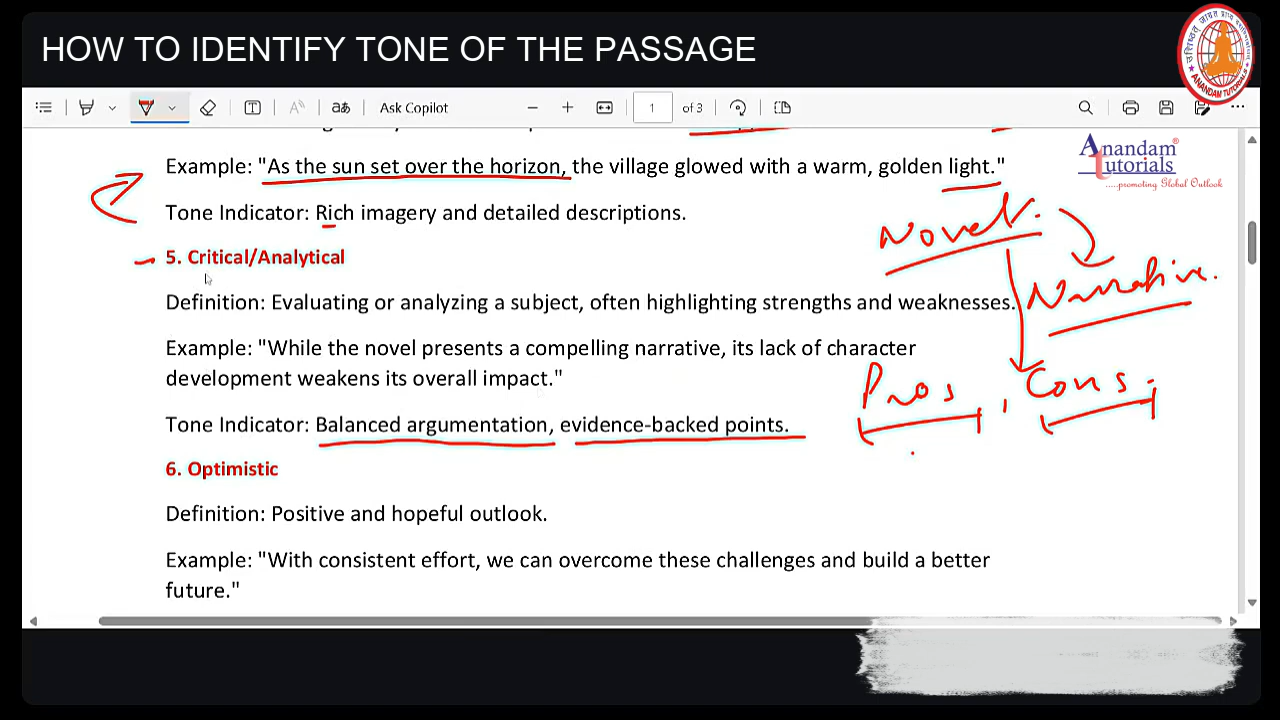 HOW TO IDENTIFY TONE OF THE PASSAGE
Ask Copilot
1 of 3
Example: "As the sun set over the horizon, the village glowed with a warm, golden light."
Anandam Tutorials
......promoting Global Outlook
Tone Indicator: Rich imagery and detailed descriptions.
Novel
5. Critical/Analytical
Narrative.
Definition: Evaluating or analyzing a subject, often highlighting strengths and weaknesses.
Example: "While the novel presents a compelling narrative, its lack of character
development weakens its overall impact."
Pros, Cons.
Tone Indicator: Balanced argumentation, evidence-backed points.
6. Optimistic
Definition: Positive and hopeful outlook.
Example: "With consistent effort, we can overcome these challenges and build a better
future."